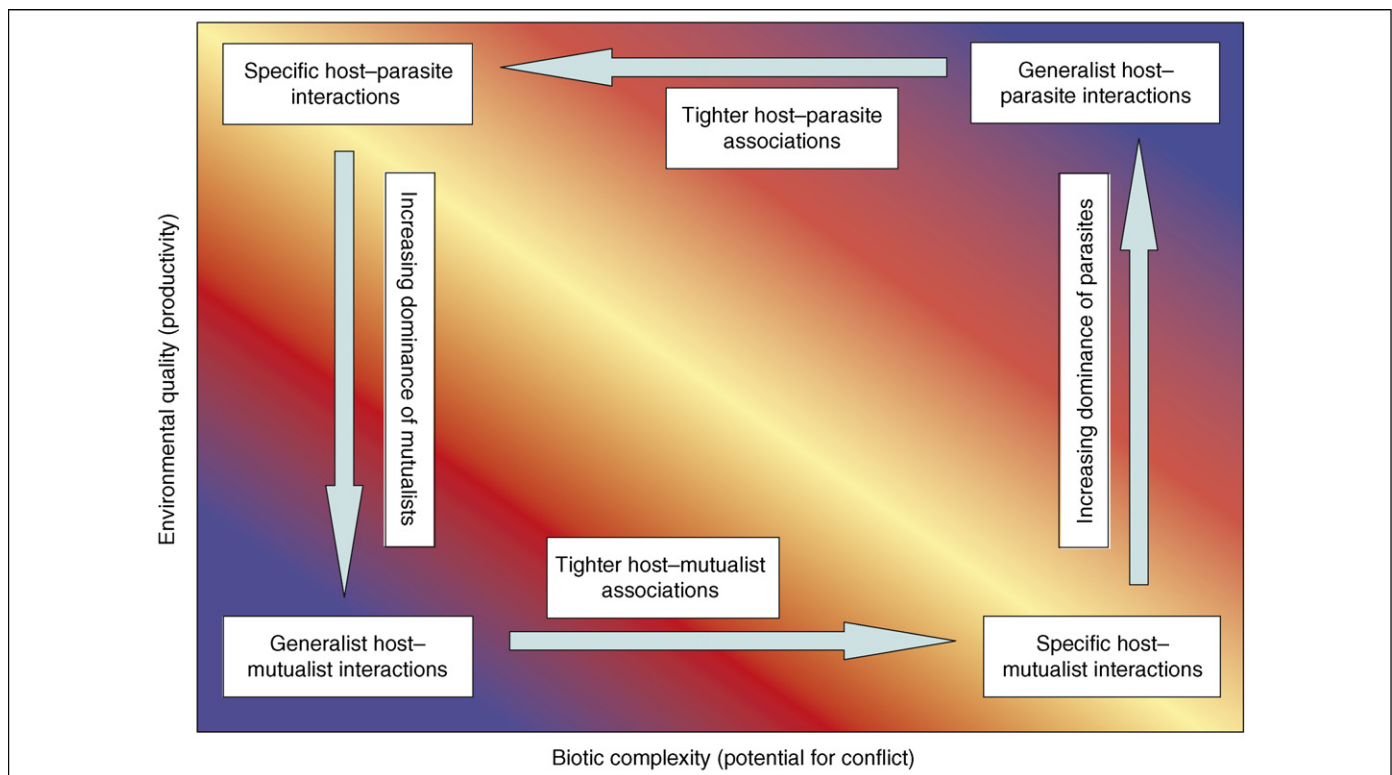 Specific host–parasite
interactions
Generalist host–
parasite interactions
Tighter host–parasite
associations
Environmental quality (productivity)
Increasing dominance of mutualists
Increasing dominance of parasites
Tighter host–mutualist
associations
Generalist host–
mutualist interactions
Specific host–
mutualist interactions
Biotic complexity (potential for conflict)